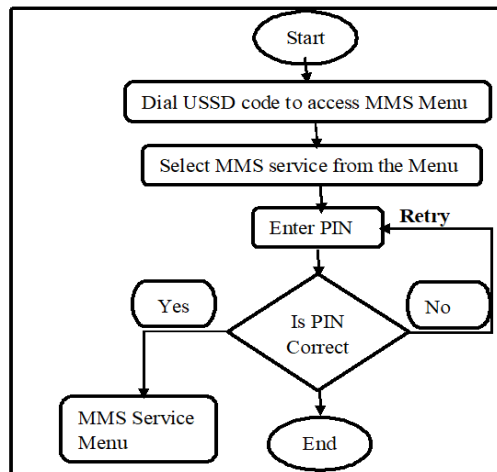 Start
Dial USSD code to access MMS Menu
Select MMS service from the Menu
Enter PIN
Retry
Yes
No
Is PIN
Correct
MMS Service
Menu
End